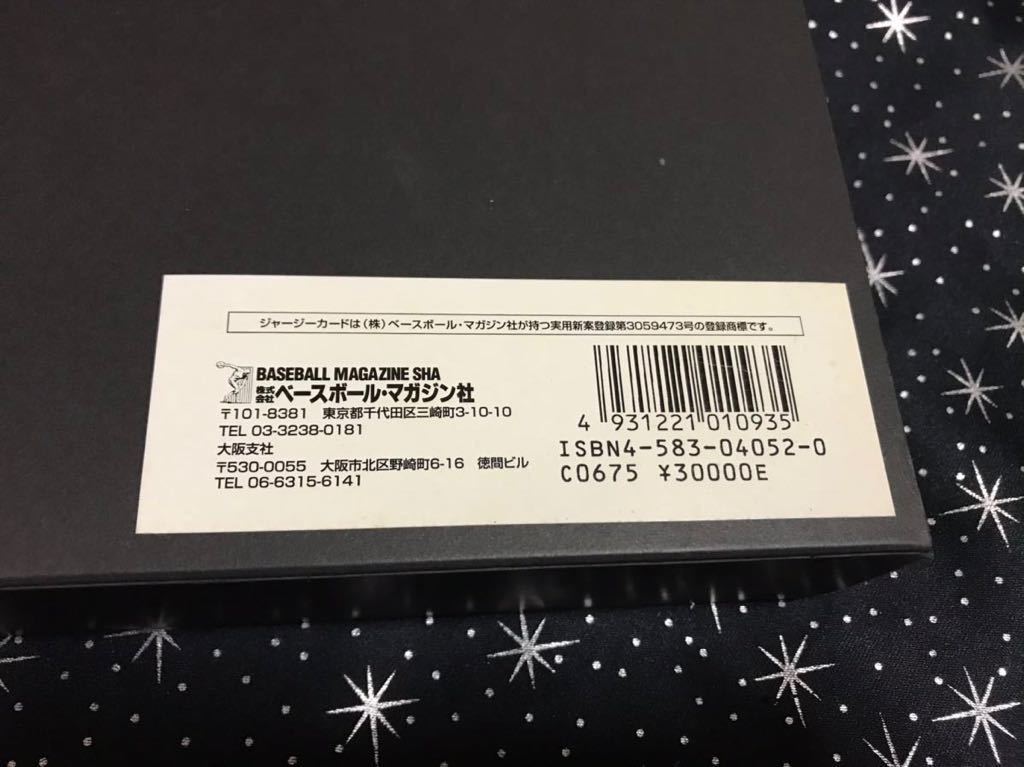 ジャージーカードは(株)ベースボール・マガジン社が持つ実用新案登録第3059473号の登録商標です。
BASEBALL MAGAZINE SHA
株式会社ベースボール・マガジン社
〒101-8381 東京都千代田区三崎町3-10-10
TEL 03-3238-0181
大阪支社
〒530-0055 大阪市北区野崎町6-16 徳間ビル
TEL 06-6315-6141
4 931221 010935
ISBN4-583-04052-0
C0675 ¥30000E